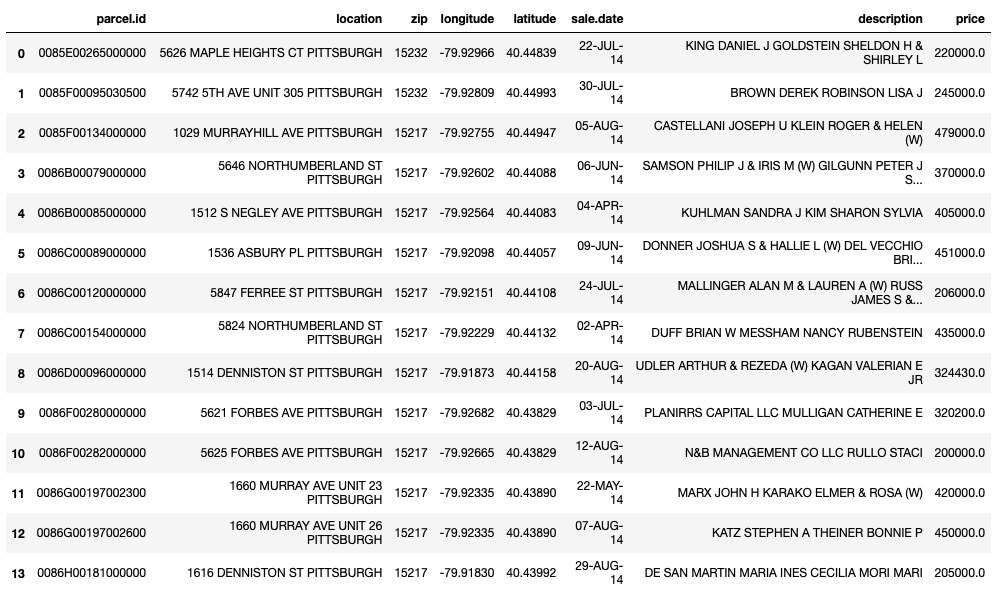 parcel.id location zip longitude latitude sale.date description price
0 0085E00265000000 5626 MAPLE HEIGHTS CT PITTSBURGH 15232 -79.92966 40.44839 22-JUL-14 KING DANIEL J GOLDSTEIN SHELDON H & SHIRLEY L 220000.0
1 0085F00095030500 5742 5TH AVE UNIT 305 PITTSBURGH 15232 -79.92809 40.44993 30-JUL-14 BROWN DEREK ROBINSON LISA J 245000.0
2 0085F00134000000 1029 MURRAYHILL AVE PITTSBURGH 15217 -79.92755 40.44947 05-AUG-14 CASTELLANI JOSEPH U KLEIN ROGER & HELEN (W) 479000.0
3 0086B00079000000 5646 NORTHUMBERLAND ST PITTSBURGH 15217 -79.92602 40.44088 06-JUN-14 SAMSON PHILIP J & IRIS M (W) GILGUNN PETER J S... 370000.0
4 0086B00085000000 1512 S NEGLEY AVE PITTSBURGH 15217 -79.92564 40.44083 04-APR-14 KUHLMAN SANDRA J KIM SHARON SYLVIA 405000.0
5 0086C00089000000 1536 ASBURY PL PITTSBURGH 15217 -79.92098 40.44057 09-JUN-14 DONNER JOSHUA S & HALLIE L (W) DEL VECCHIO BRI... 451000.0
6 0086C00120000000 5847 FERREE ST PITTSBURGH 15217 -79.92151 40.44108 24-JUL-14 MALLINGER ALAN M & LAUREN A (W) RUSS JAMES S &... 206000.0
7 0086C00154000000 5824 NORTHUMBERLAND ST PITTSBURGH 15217 -79.92229 40.44132 02-APR-14 DUFF BRIAN W MESSHAM NANCY RUBENSTEIN 435000.0
8 0086D00096000000 1514 DENNISTON ST PITTSBURGH 15217 -79.91873 40.44158 20-AUG-14 UDLER ARTHUR & REZEDA (W) KAGAN VALERIAN E JR 324430.0
9 0086F00280000000 5621 FORBES AVE PITTSBURGH 15217 -79.92682 40.43829 03-JUL-14 PLANIRRS CAPITAL LLC MULLIGAN CATHERINE E 320200.0
10 0086F00282000000 5625 FORBES AVE PITTSBURGH 15217 -79.92665 40.43829 12-AUG-14 N&B MANAGEMENT CO LLC RULLO STACI 200000.0
11 0086G00197002300 1660 MURRAY AVE UNIT 23 PITTSBURGH 15217 -79.92335 40.43890 22-MAY-14 MARX JOHN H KARAKO ELMER & ROSA (W) 420000.0
12 0086G00197002600 1660 MURRAY AVE UNIT 26 PITTSBURGH 15217 -79.92335 40.43890 07-AUG-14 KATZ STEPHEN A THEINER BONNIE P 450000.0
13 0086H00181000000 1616 DENNISTON ST PITTSBURGH 15217 -79.91830 40.43992 29-AUG-14 DE SAN MARTIN MARIA INES CECILIA MORI MARI 205000.0